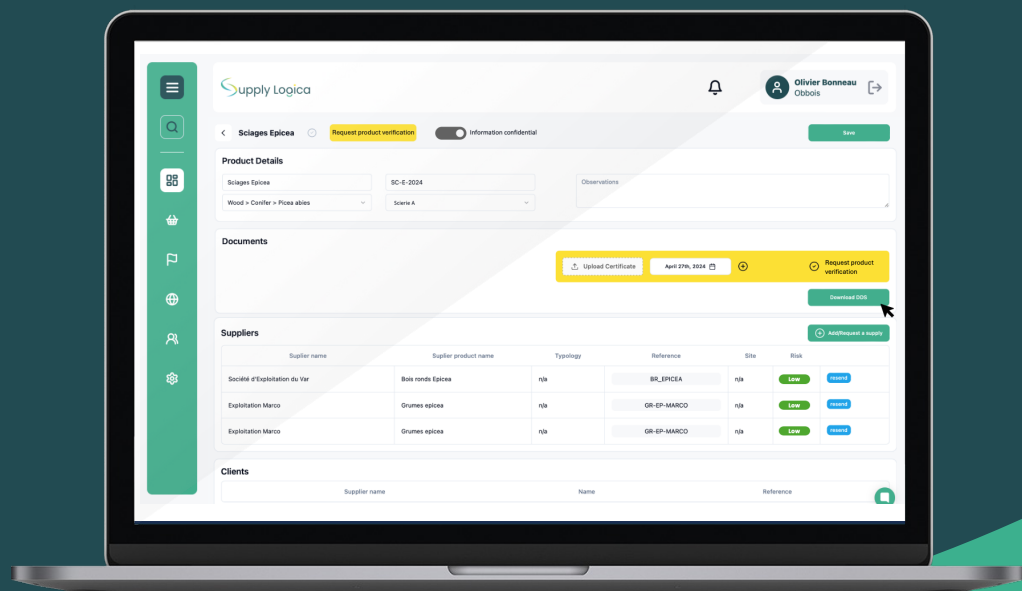 Supply Logica
Olivier Bonneau
Obbois
Sciages Epicea
Request product verification
Information confidential
Save
Product Details
Sciages Epicea
SC-E-2024
Observations
Wood > Conifer > Picea abies
Scierie A
Documents
Upload Certificate
April 27th, 2024
Request product
verification
Download DDS
Suppliers
Add/Request a supply
Suplier name Suplier product name Typology Reference Site Risk
Société d'Exploitation du Var Bois ronds Epicea n/a BR_EPICEA n/a Low resend
Exploitation Marco Grumes epicea n/a GR-EP-MARCO n/a Low resend
Exploitation Marco Grumes epicea n/a GR-EP-MARCO n/a Low resend
Clients
Supplier name Name Reference